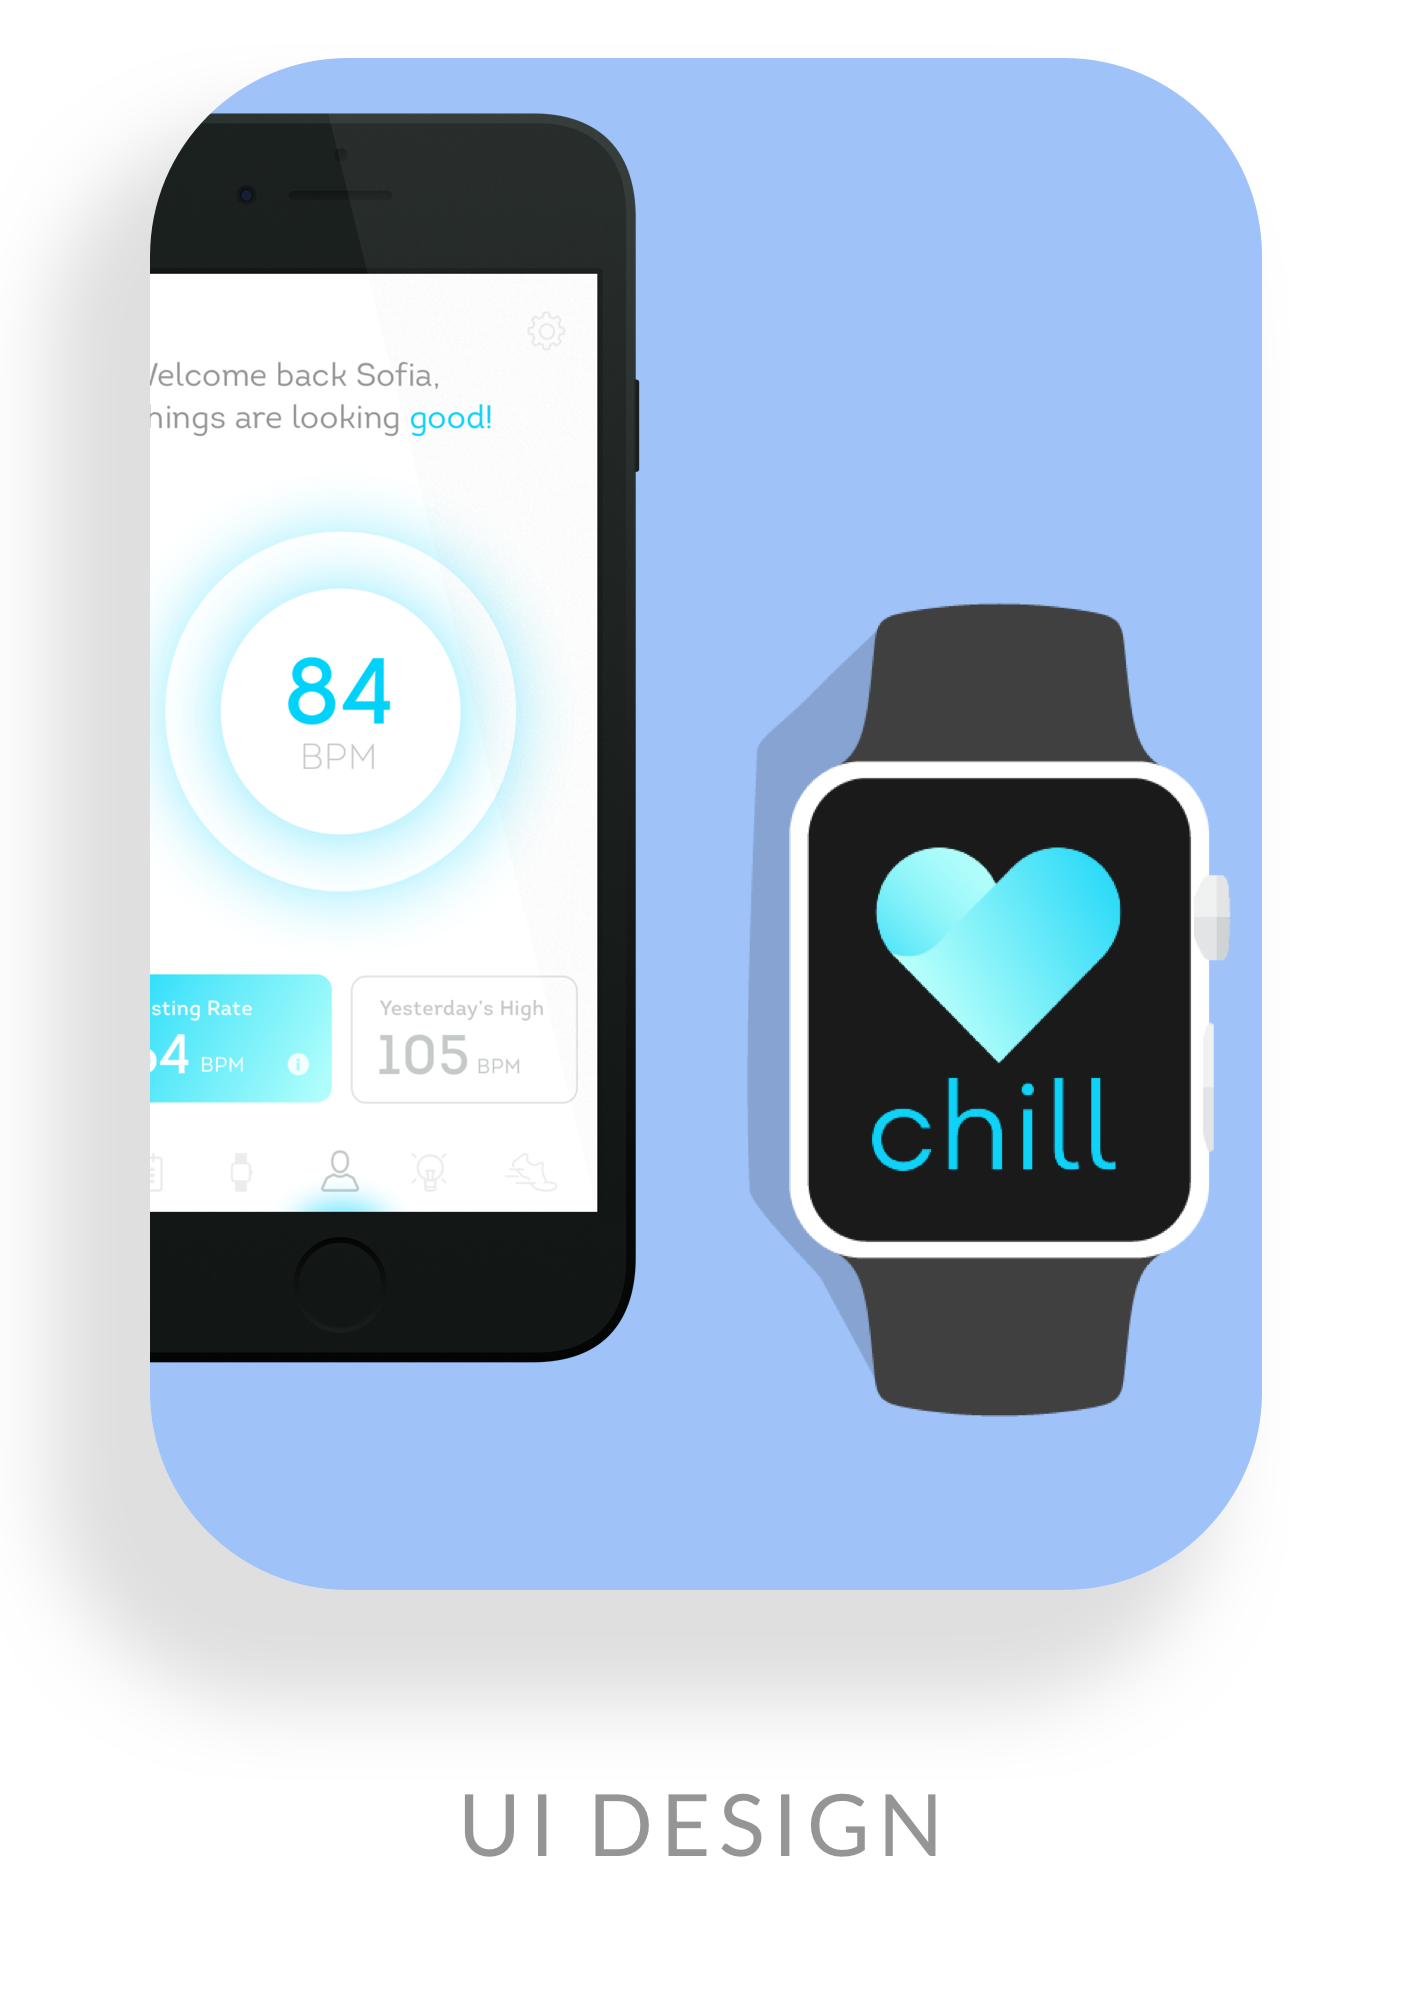 elcome back Sofia,
hings are looking good!
84
BPM
sting Rate
4 BPM
i
Yesterday's High
105 BPM
chill
UI DESIGN